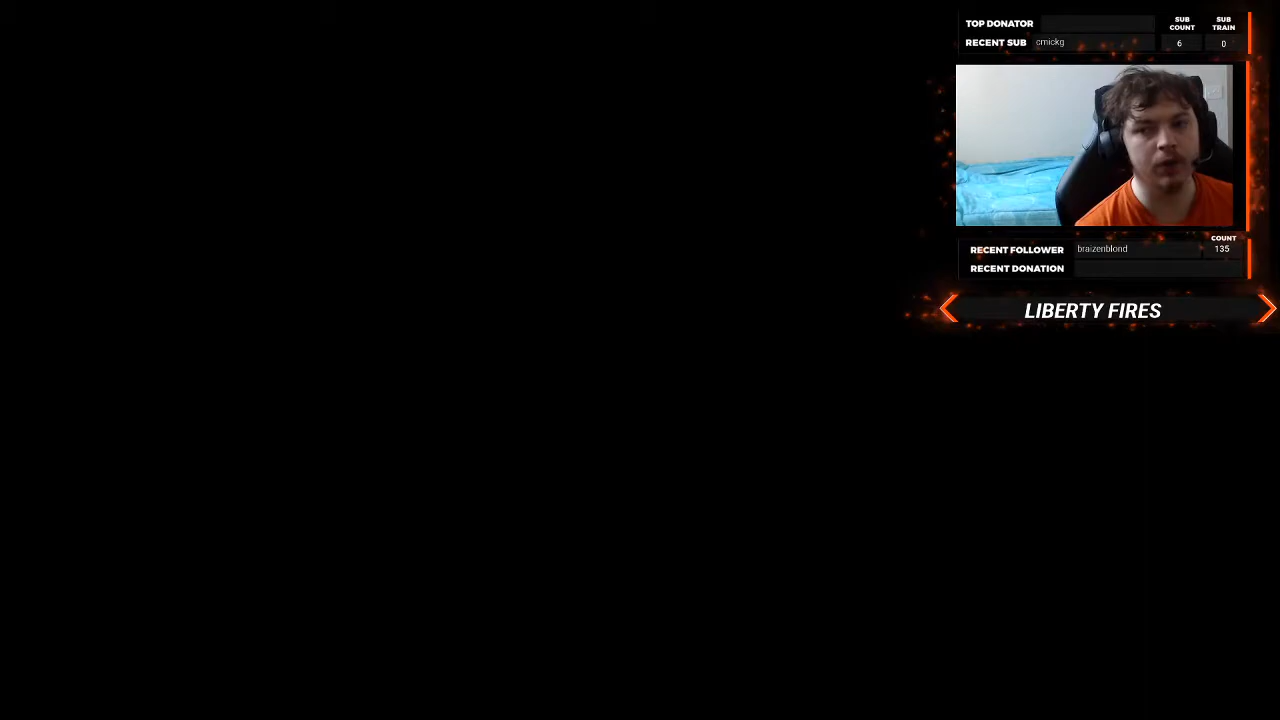 TOP DONATOR
SUB COUNT
SUB TRAIN
RECENT SUB cmickg 6 0
COUNT
RECENT FOLLOWER braizenblond 135
RECENT DONATION
LIBERTY FIRES